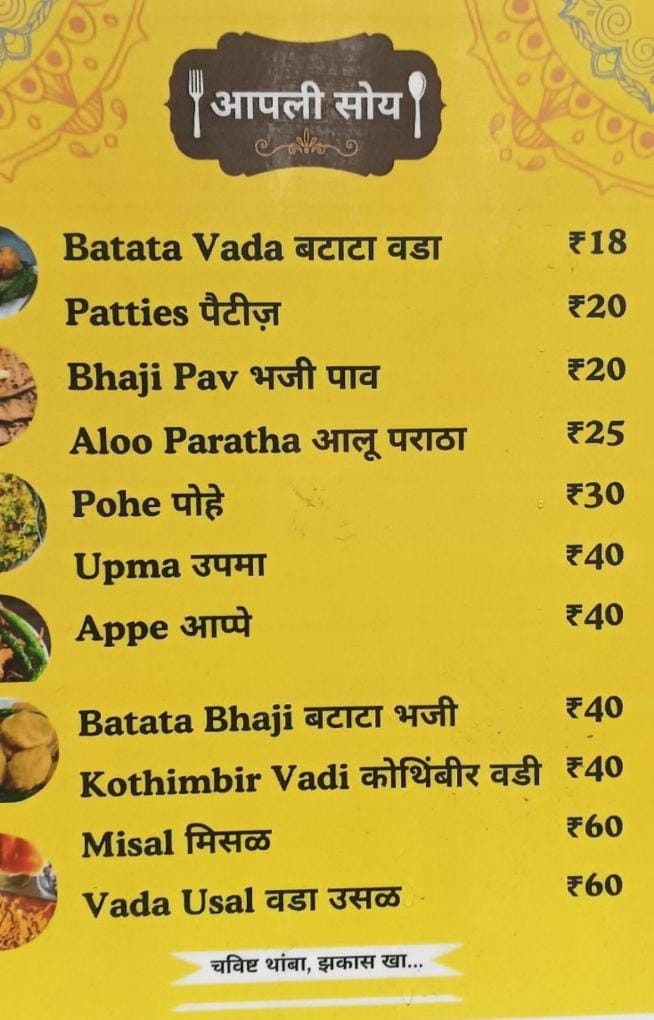 आपली सोय
Batata Vada बटाटा वडा ₹18
Patties पैटीज़ ₹20
Bhaji Pav भजी पाव ₹20
Aloo Paratha आलू पराठा ₹25
Pohe पोहे ₹30
Upma उपमा ₹40
Appe आप्पे ₹40
Batata Bhaji बटाटा भजी ₹40
Kothimbir Vadi कोथिंबीर वडी ₹40
Misal मिसळ ₹60
Vada Usal वडा उसळ ₹60
चविष्ट थांबा, झकास खा...